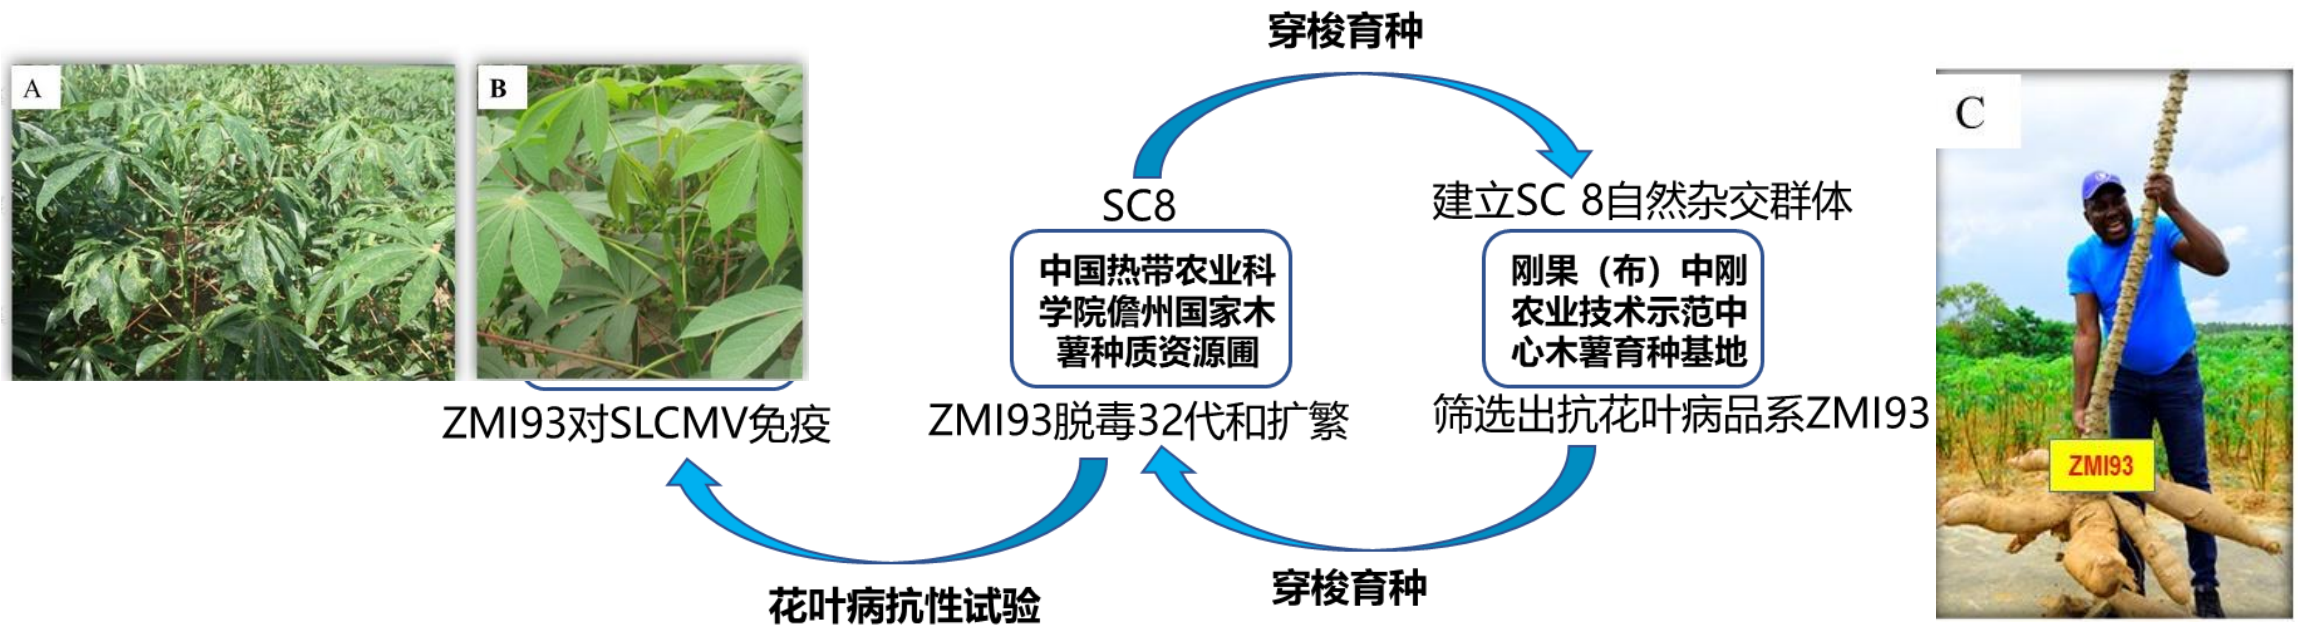 穿梭育种
A
B
C
SC8
建立SC 8自然杂交群体
中国热带农业科
学院儋州国家木
薯种质资源圃
刚果（布）中刚
农业技术示范中
心木薯育种基地
ZMI93对SLCMV免疫
ZMI93脱毒32代和扩繁
筛选出抗花叶病品系ZMI93
ZMI93
花叶病抗性试验
穿梭育种